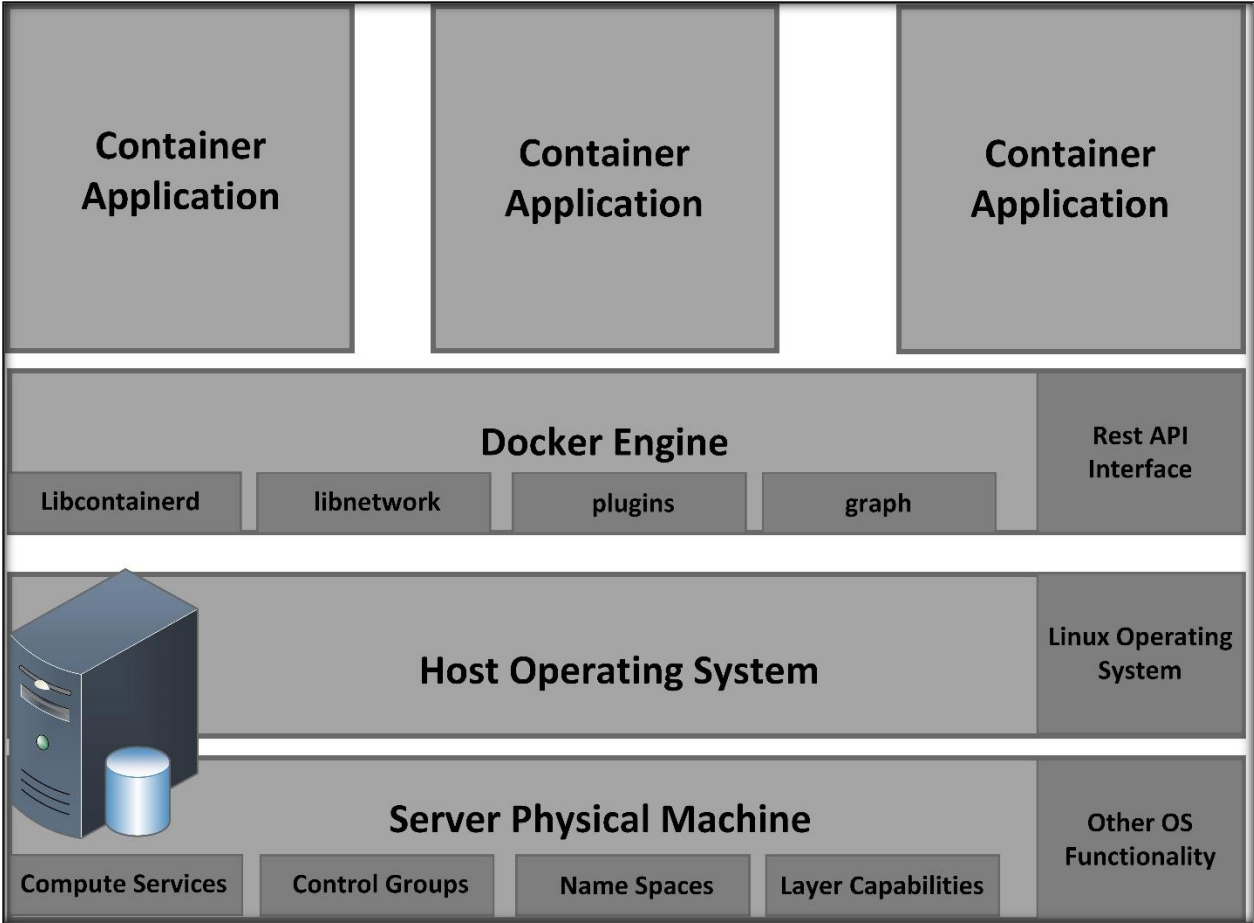 Container
Application
Container
Application
Container
Application
Docker Engine
Rest API
Interface
Libcontainerd
libnetwork
plugins
graph
Host Operating System
Linux Operating
System
Server Physical Machine
Other OS
Functionality
Compute Services
Control Groups
Name Spaces
Layer Capabilities